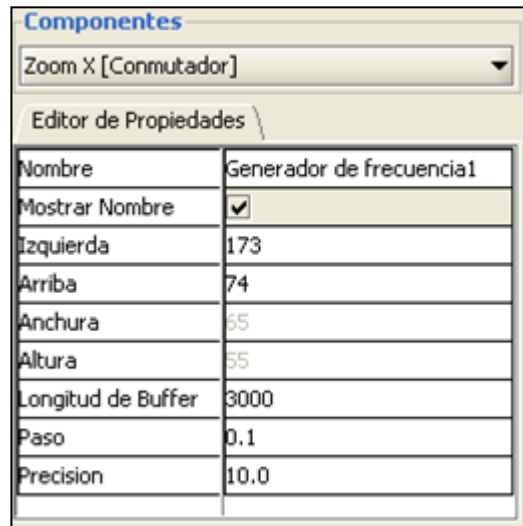 Componentes
Zoom X [Conmutador]
Editor de Propiedades
Nombre Generador de frecuencia1
Mostrar Nombre
Izquierda 173
Arriba 74
Anchura 65
Altura 55
Longitud de Buffer 3000
Paso 0.1
Precision 10.0